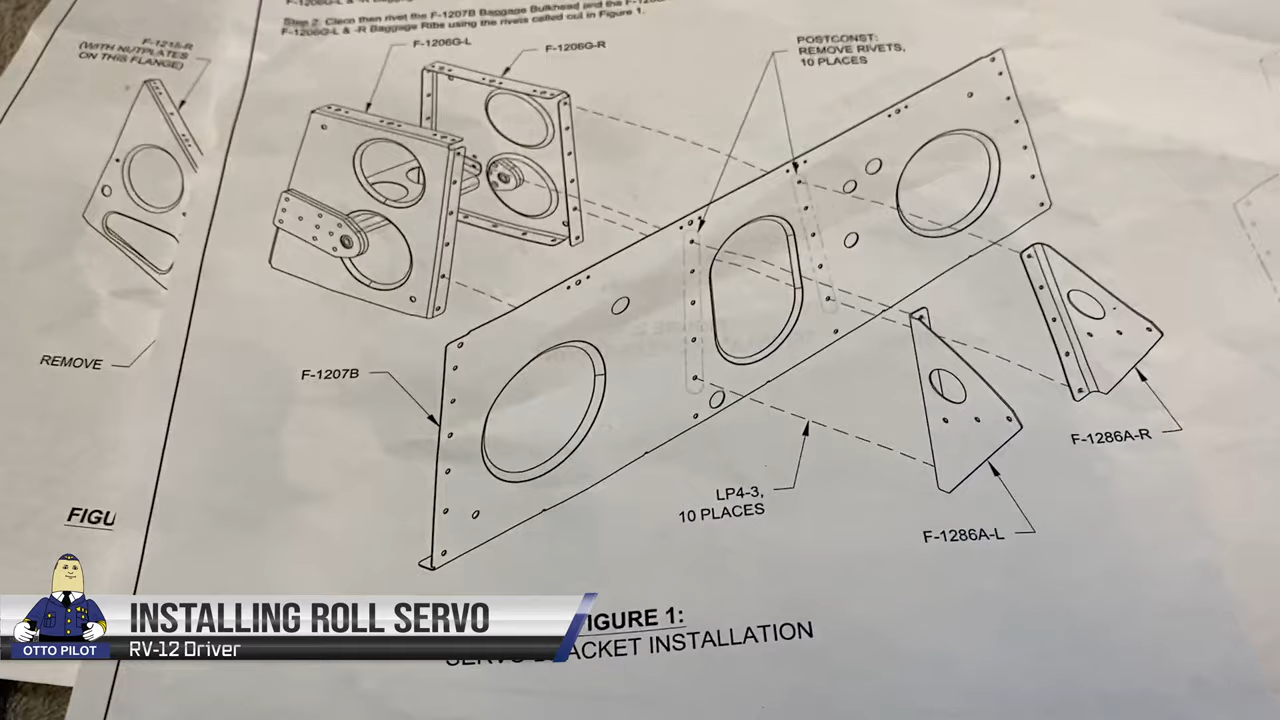 Step 2: Cleco then rivet the F-1207B Baggage Bulkhead and the
F-1206G-L & -R Baggage Ribs using the rivets called out in Figure 1.
F-1215-R
(WITH NUTPLATES
ON THIS FLANGE)
F-1206G-L
F-1206G-R
POSTCONST:
REMOVE RIVETS,
10 PLACES
REMOVE
F-1207B
LP4-3,
10 PLACES
F-1286A-R
F-1286A-L
FIGU
IGURE 1:
ACKET INSTALLATION
INSTALLING ROLL SERVO
RV-12 Driver
OTTO PILOT